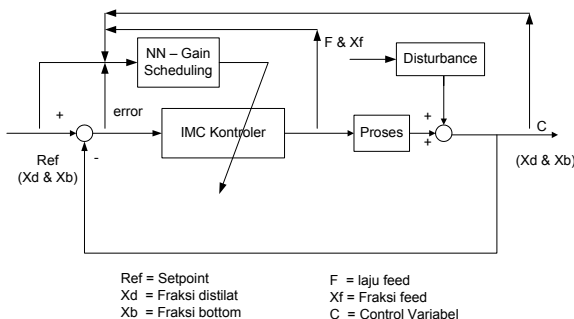 NN – Gain
Scheduling
F & Xf
Disturbance
+
error
IMC Kontroler
Proses
+
+
C
Ref
(Xd & Xb)
-
(Xd & Xb)
Ref = Setpoint
Xd = Fraksi distilat
Xb = Fraksi bottom
F = laju feed
Xf = Fraksi feed
C = Control Variabel